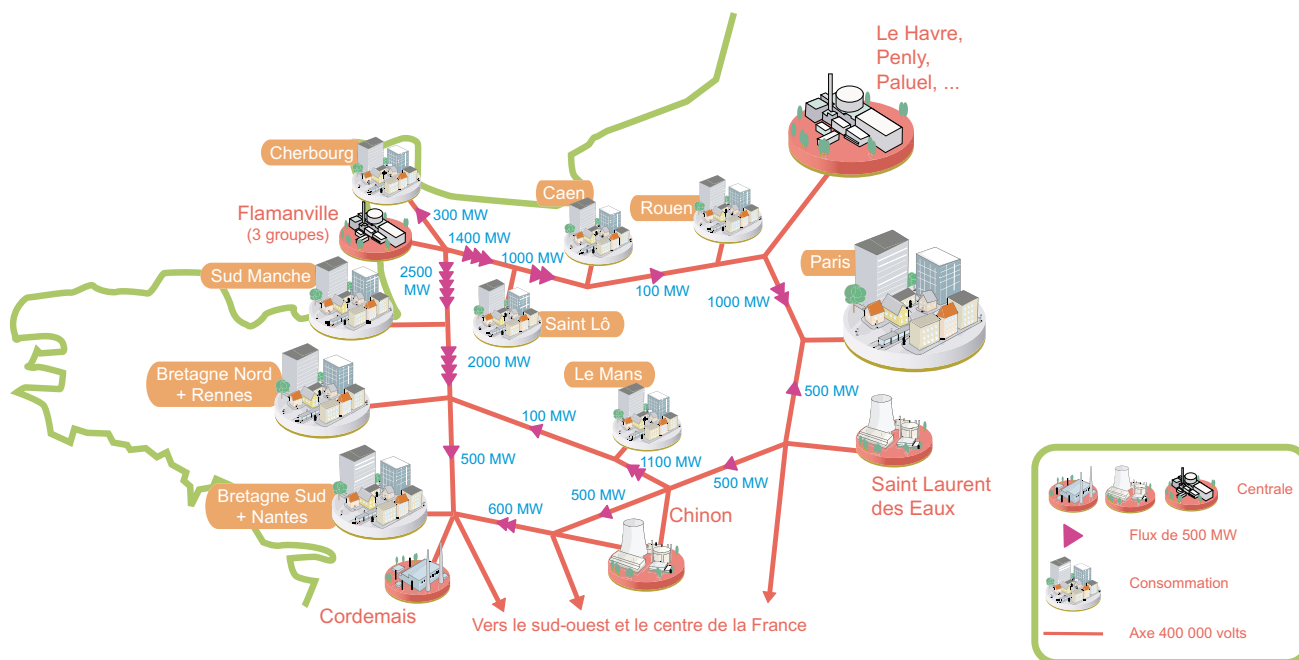 Le Havre,
Penly,
Paluel, ...
Cherbourg
Caen
Rouen
Flamanville
(3 groupes)
300 MW
1400 MW
1000 MW
100 MW
Paris
1000 MW
Sud Manche
2500
MW
Saint Lô
2000 MW
Bretagne Nord
+ Rennes
Le Mans
500 MW
100 MW
500 MW
1100 MW
500 MW
Saint Laurent
des Eaux
Bretagne Sud
+ Nantes
500 MW
600 MW
Chinon
Cordemais
Vers le sud-ouest et le centre de la France
Centrale
Flux de 500 MW
Consommation
Axe 400 000 volts